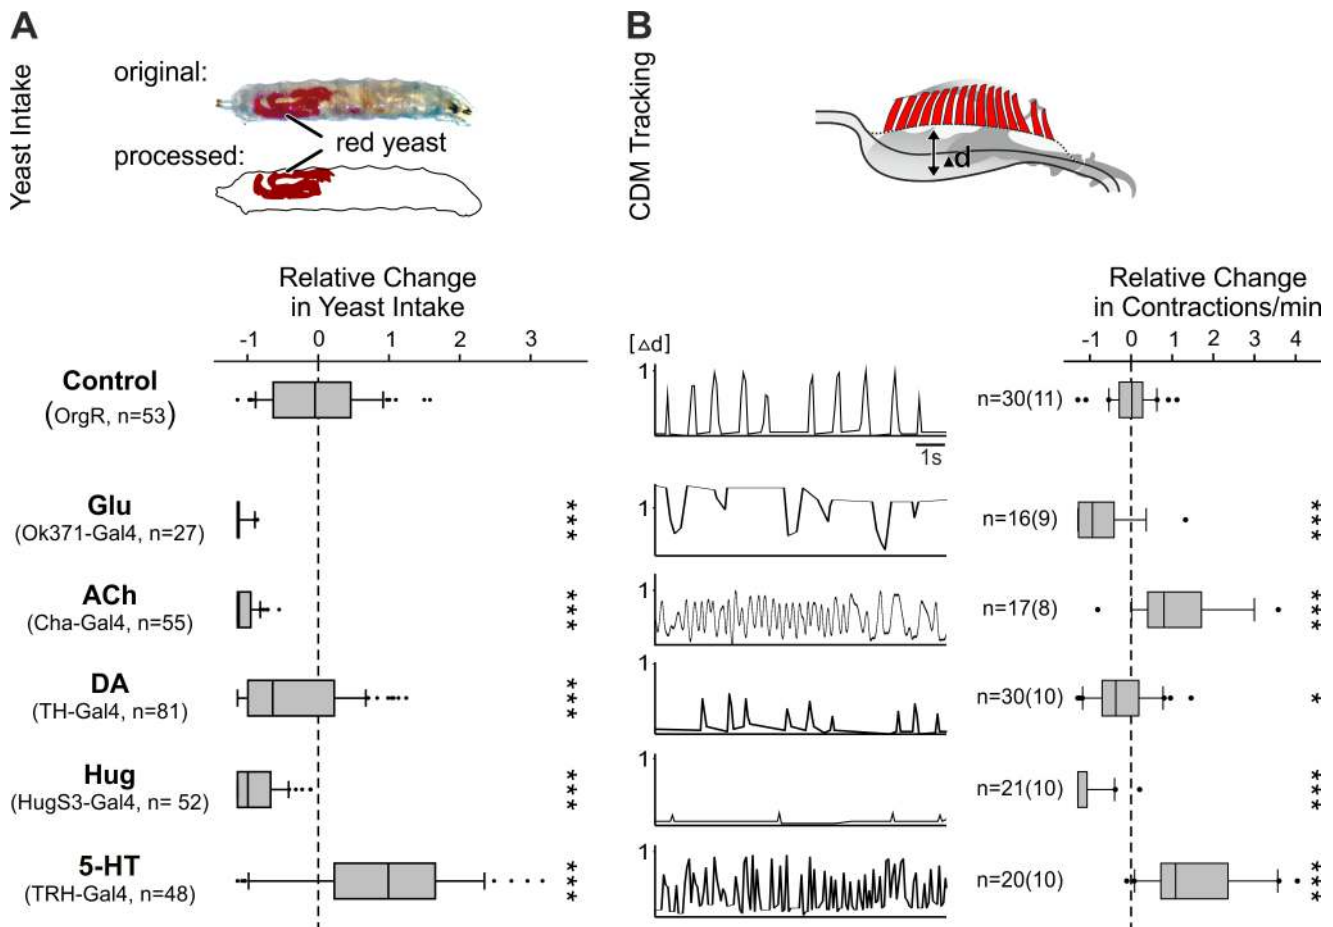 A
Yeast Intake
original:
red yeast
processed:
Relative Change
in Yeast Intake
-1 0 1 2 3
Control
(OrgR, n=53)
Glu
(Ok371-Gal4, n=27)
***
ACh
(Cha-Gal4, n=55)
***
DA
(TH-Gal4, n=81)
***
Hug
(HugS3-Gal4, n= 52)
***
5-HT
(TRH-Gal4, n=48)
***
B
CDM Tracking
▲d
Relative Change
in Contractions/min
-1 0 1 2 3 4
[△d]
1
1s
n=30(11)
1
n=16(9)
***
1
n=17(8)
***
1
n=30(10)
*
1
n=21(10)
***
1
n=20(10)
***